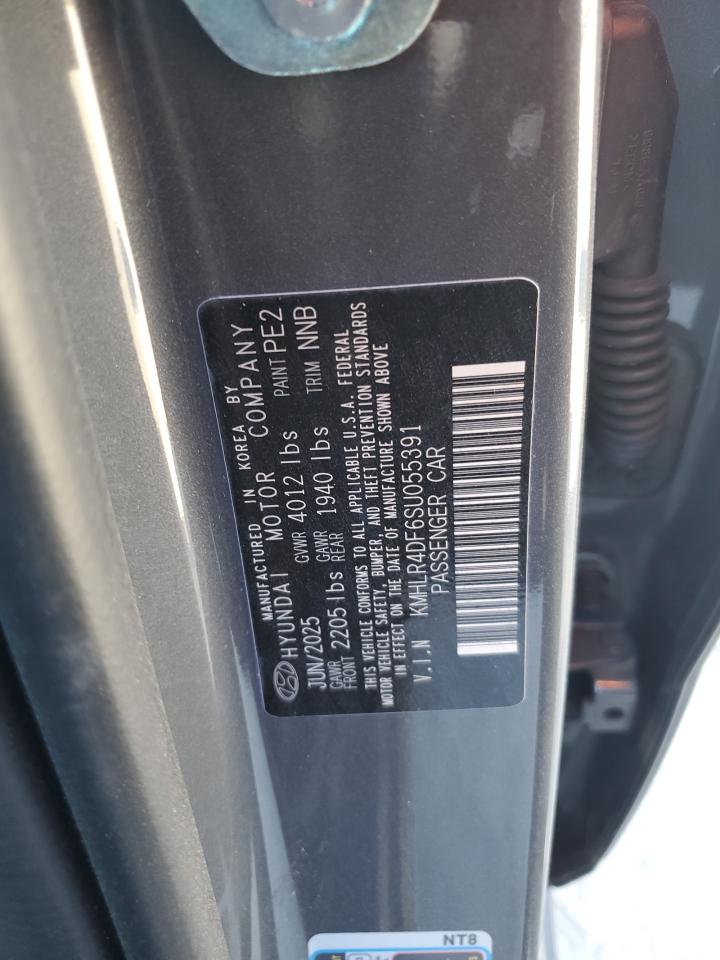 MANUFACTURED IN KOREA BY
HYUNDAI MOTOR COMPANY
JUN/2025 GVWR 4012 lbs PAINT PE2
GAWR FRONT 2205 lbs GAWR REAR 1940 lbs TRIM NNB
THIS VEHICLE CONFORMS TO ALL APPLICABLE U.S.A. FEDERAL
MOTOR VEHICLE SAFETY, BUMPER, AND THEFT PREVENTION STANDARDS
IN EFFECT ON THE DATE OF MANUFACTURE SHOWN ABOVE
V.I.N KMHLR4DF6SU055391
PASSENGER CAR
NT8